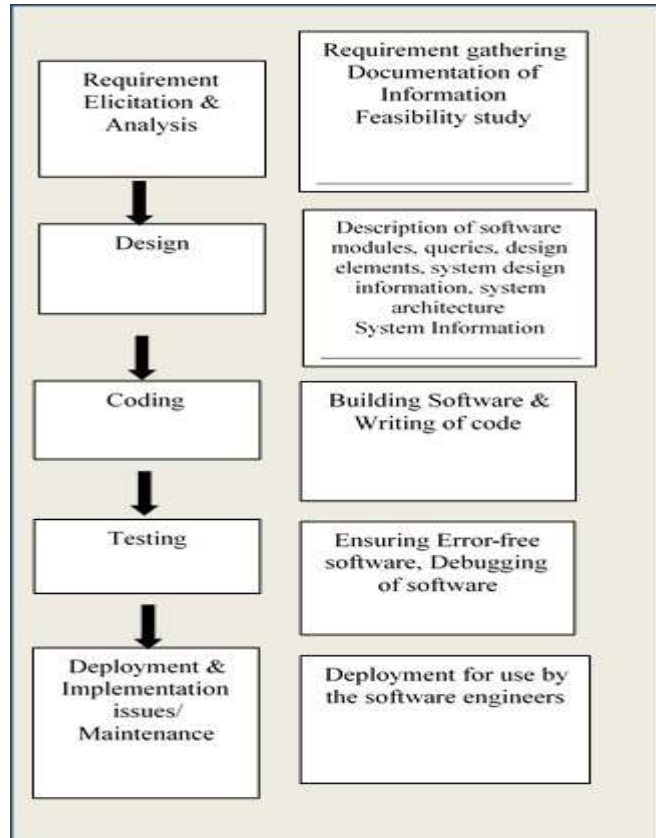 Requirement
Elicitation &
Analysis
Requirement gathering
Documentation of
Information
Feasibility study
Design
Description of software
modules, queries, design
elements, system design
information, system
architecture
System Information
Coding
Building Software &
Writing of code
Testing
Ensuring Error-free
software, Debugging
of software
Deployment &
Implementation
issues/
Maintenance
Deployment for use by
the software engineers